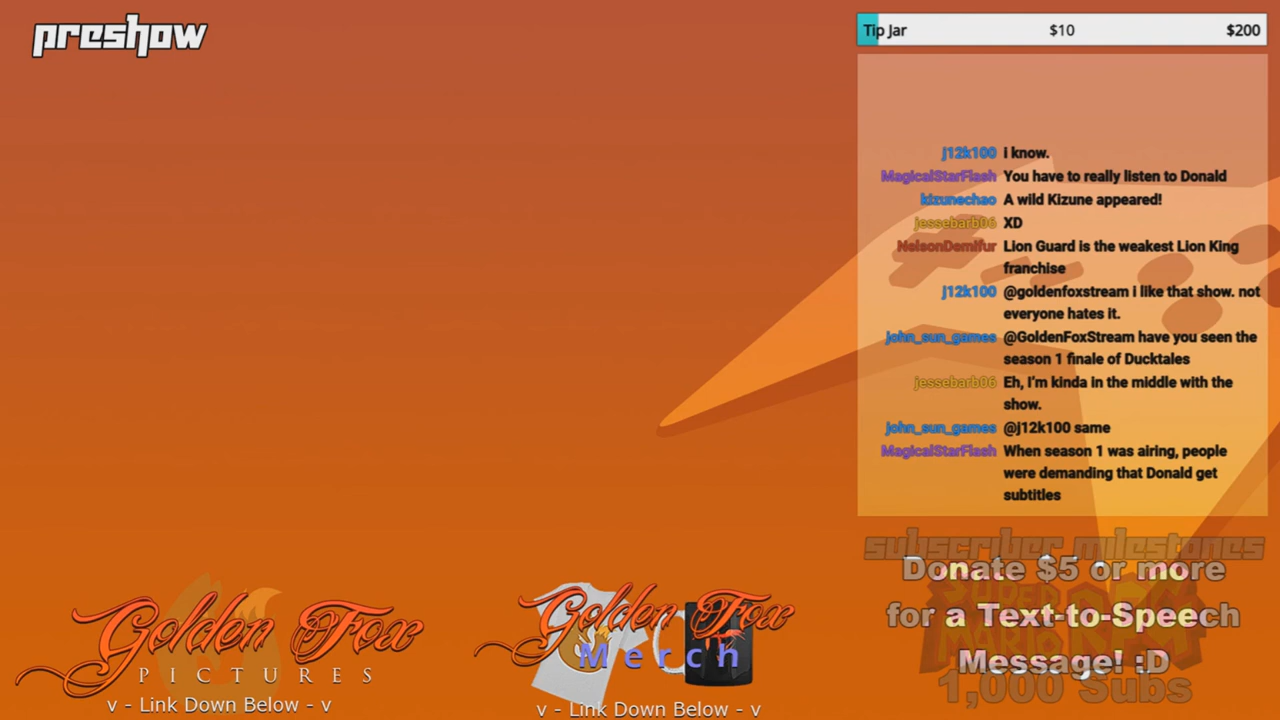 preshow
Tip Jar $10 $200
j12k100 i know.
MagicalStarFlash You have to really listen to Donald
kizunechao A wild Kizune appeared!
jessebarb06 XD
NelsonDemifur Lion Guard is the weakest Lion King
franchise
j12k100 @goldenfoxstream i like that show. not
everyone hates it.
john_sun_games @GoldenFoxStream have you seen the
season 1 finale of Ducktales
jessebarb06 Eh, I'm kinda in the middle with the
show.
john_sun_games @j12k100 same
MagicalStarFlash When season 1 was airing, people
were demanding that Donald get
subtitles
subscriber milestones
Donate $5 or more
for a Text-to-Speech
Message! :D
SUPER
MARIO RPG
1,000 Subs
Golden Fox
PICTURES
v - Link Down Below - v
Golden Fox
Merch
v - Link Down Below - v